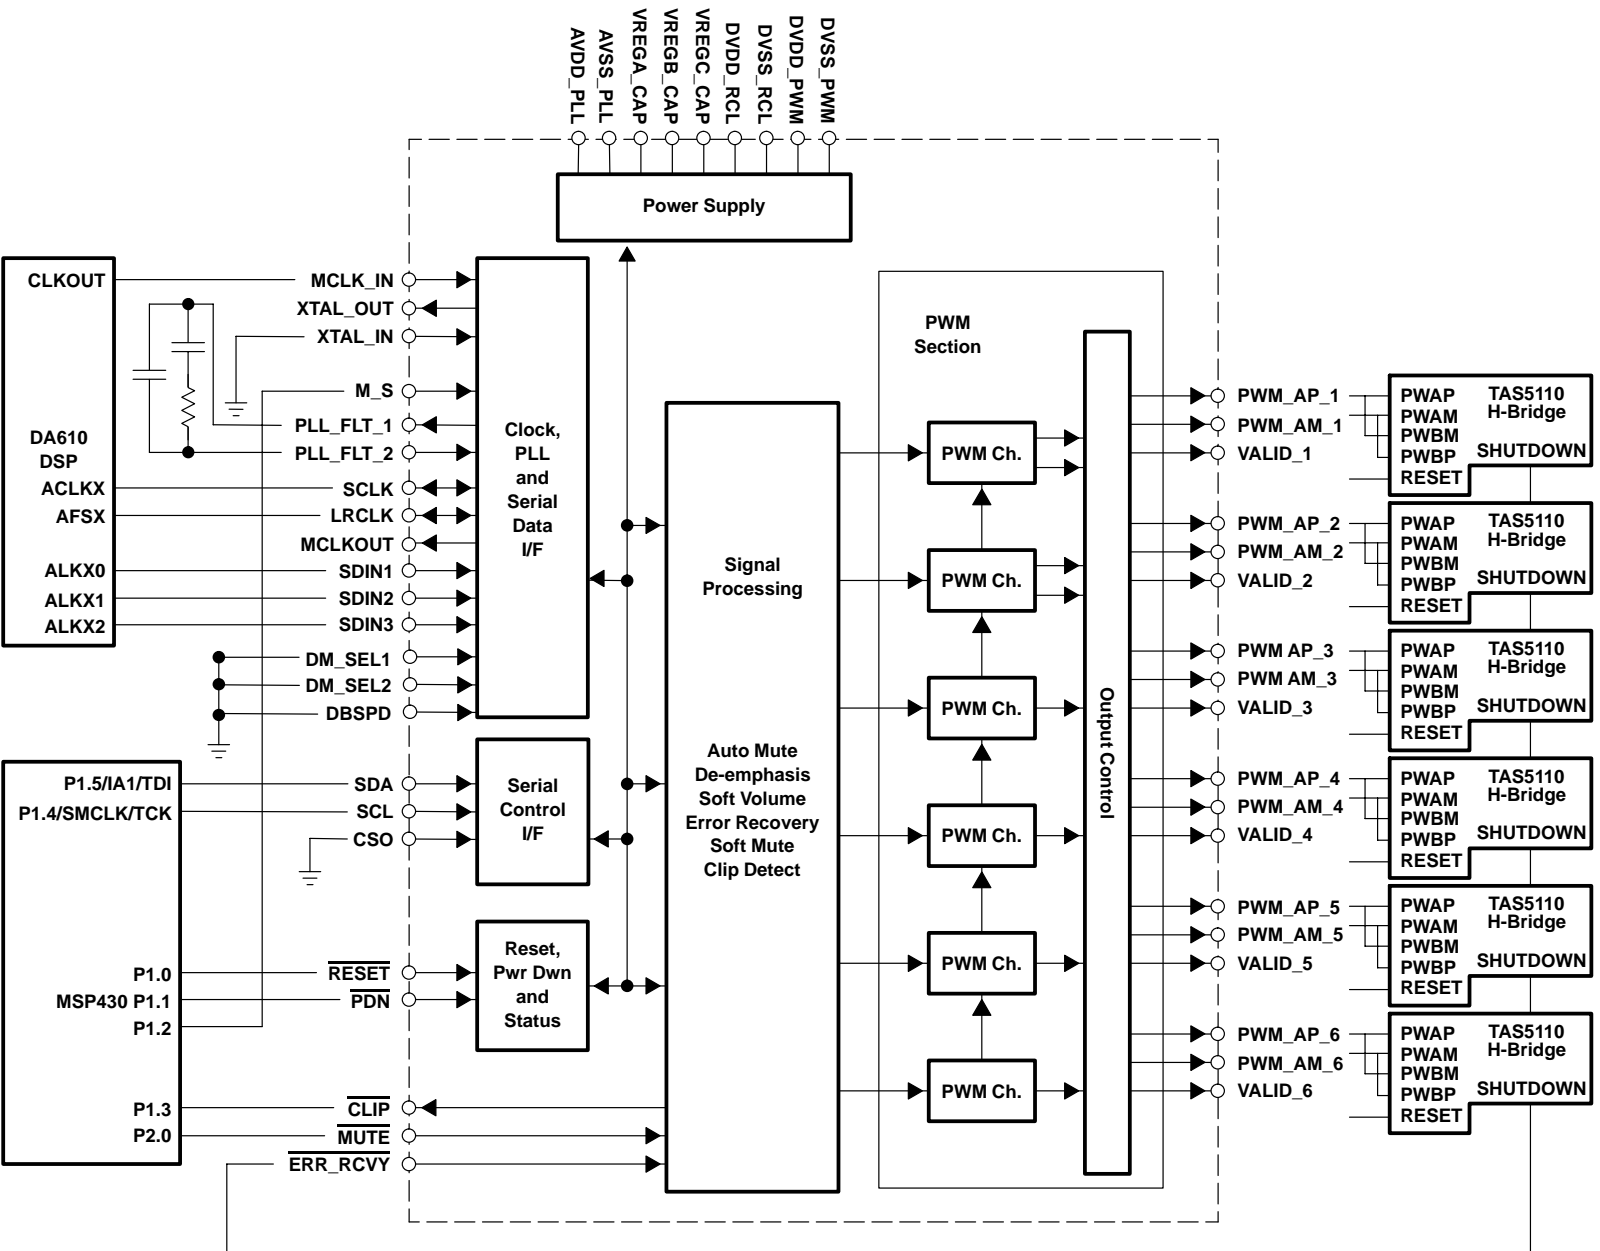 AVDD_PLL
AVSS_PLL
VREGA_CAP
VREGB_CAP
VREGC_CAP
DVDD_RCL
DVSS_RCL
DVDD_PWM
DVSS_PWM
Power Supply
DA610
DSP
CLKOUT
ACLKX
AFSX
ALKX0
ALKX1
ALKX2
MCLK_IN
XTAL_OUT
XTAL_IN
M_S
PLL_FLT_1
PLL_FLT_2
SCLK
LRCLK
MCLKOUT
SDIN1
SDIN2
SDIN3
DM_SEL1
DM_SEL2
DBSPD
Clock,
PLL
and
Serial
Data
I/F
P1.5/IA1/TDI
P1.4/SMCLK/TCK
P1.0
MSP430 P1.1
P1.2
P1.3
P2.0
SDA
SCL
CSO
Serial
Control
I/F
RESET
PDN
Reset,
Pwr Dwn
and
Status
CLIP
MUTE
ERR_RCVY
Signal
Processing
Auto Mute
De-emphasis
Soft Volume
Error Recovery
Soft Mute
Clip Detect
PWM
Section
PWM Ch.
PWM Ch.
PWM Ch.
PWM Ch.
PWM Ch.
PWM Ch.
Output Control
PWM_AP_1
PWM_AM_1
VALID_1
PWAP
PWAM
PWBM
PWBP
RESET
TAS5110
H-Bridge
SHUTDOWN
PWM_AP_2
PWM_AM_2
VALID_2
PWAP
PWAM
PWBM
PWBP
RESET
TAS5110
H-Bridge
SHUTDOWN
PWM AP_3
PWM AM_3
VALID_3
PWAP
PWAM
PWBM
PWBP
RESET
TAS5110
H-Bridge
SHUTDOWN
PWM_AP_4
PWM_AM_4
VALID_4
PWAP
PWAM
PWBM
PWBP
RESET
TAS5110
H-Bridge
SHUTDOWN
PWM_AP_5
PWM_AM_5
VALID_5
PWAP
PWAM
PWBM
PWBP
RESET
TAS5110
H-Bridge
SHUTDOWN
PWM_AP_6
PWM_AM_6
VALID_6
PWAP
PWAM
PWBM
PWBP
RESET
TAS5110
H-Bridge
SHUTDOWN